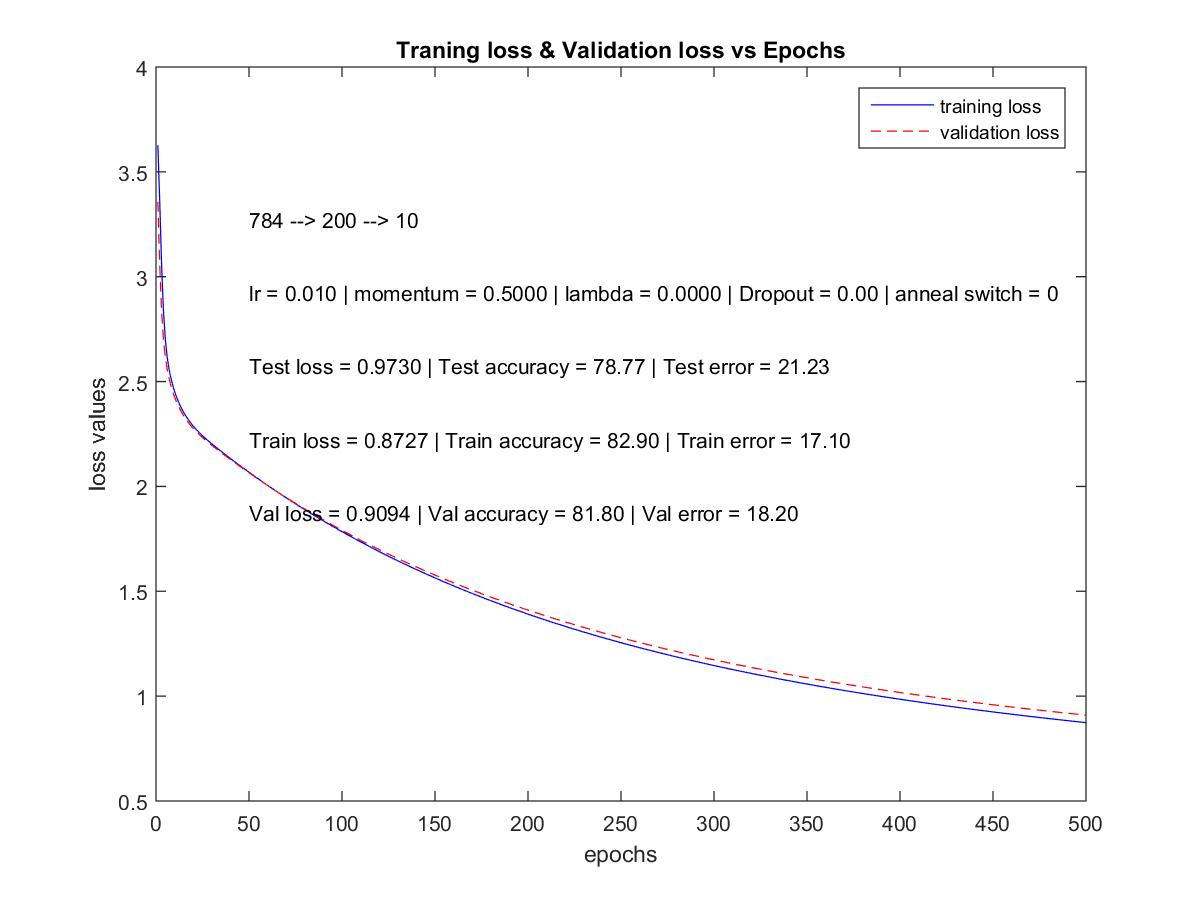 Traning loss & Validation loss vs Epochs
4
training loss
validation loss
3.5
784 --> 200 --> 10
3
lr = 0.010 | momentum = 0.5000 | lambda = 0.0000 | Dropout = 0.00 | anneal switch = 0
Test loss = 0.9730 | Test accuracy = 78.77 | Test error = 21.23
2.5
loss values
Train loss = 0.8727 | Train accuracy = 82.90 | Train error = 17.10
2
Val loss = 0.9094 | Val accuracy = 81.80 | Val error = 18.20
1.5
1
0.5
0 50 100 150 200 250 300 350 400 450 500
epochs